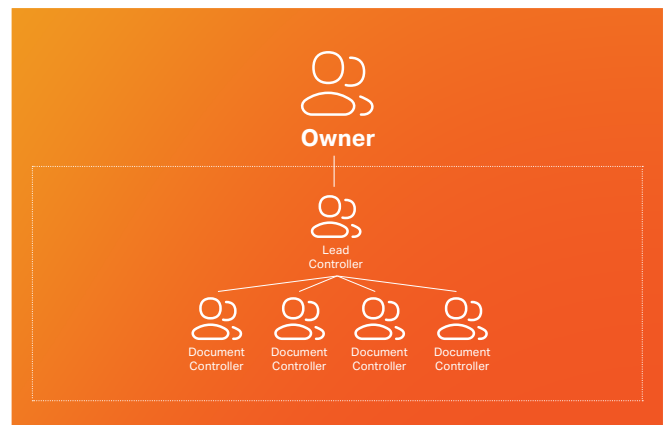 Owner
Lead
Controller
Document
Controller
Document
Controller
Document
Controller
Document
Controller